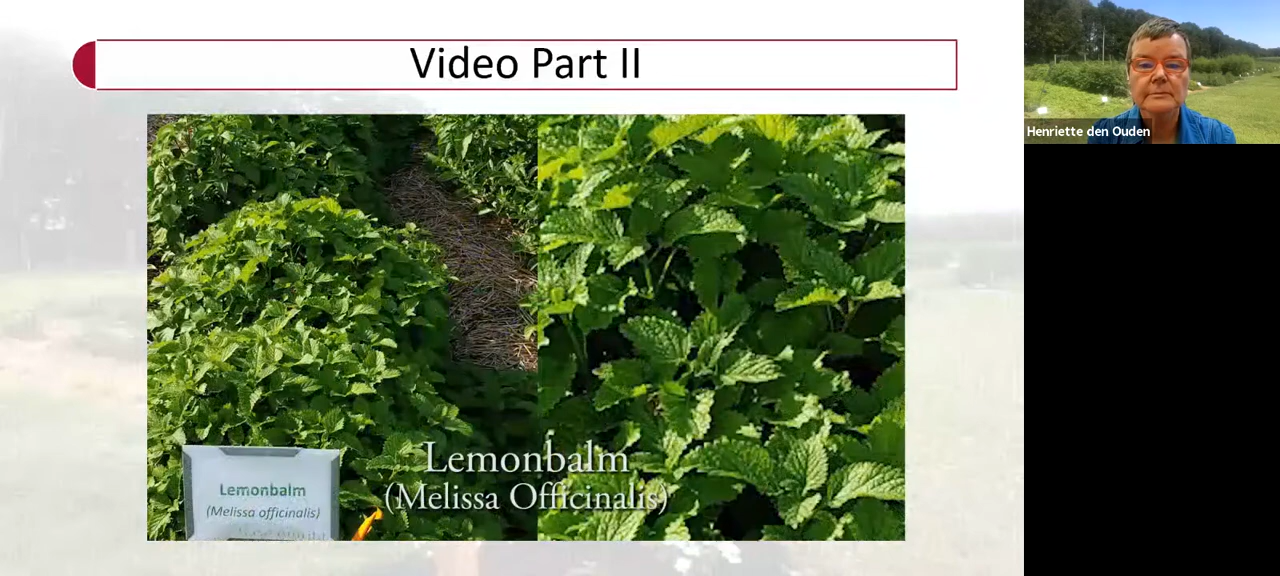 Video Part II
Henriette den Ouden
Lemonbalm
(Melissa Officinalis)
Lemonbalm
(Melissa officinalis)